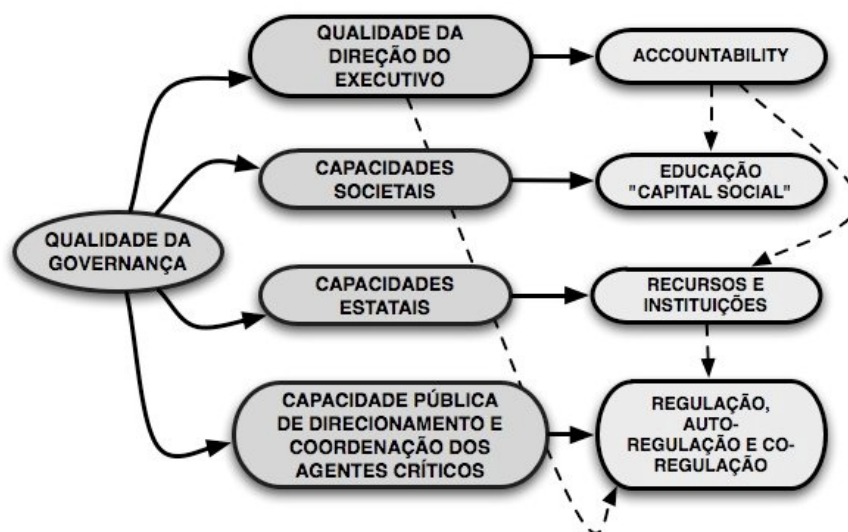 QUALIDADE DA
DIREÇÃO DO
EXECUTIVO
ACCOUNTABILITY
CAPACIDADES
SOCIETAIS
EDUCAÇÃO
"CAPITAL SOCIAL"
QUALIDADE DA
GOVERNANÇA
CAPACIDADES
ESTATAIS
RECURSOS E
INSTITUIÇÕES
CAPACIDADE PÚBLICA
DE DIRECIONAMENTO E
COORDENAÇÃO DOS
AGENTES CRÍTICOS
REGULAÇÃO,
AUTO-
REGULAÇÃO E CO-
REGULAÇÃO